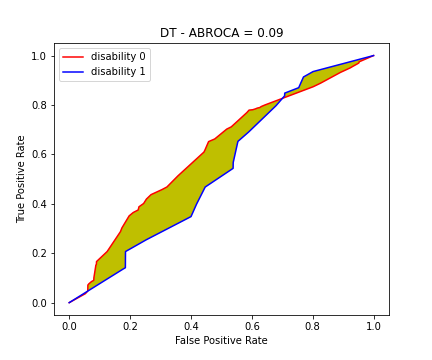 DT - ABROCA = 0.09
disability 0
disability 1
True Positive Rate
1.0
0.8
0.6
0.4
0.2
0.0
0.0 0.2 0.4 0.6 0.8 1.0
False Positive Rate